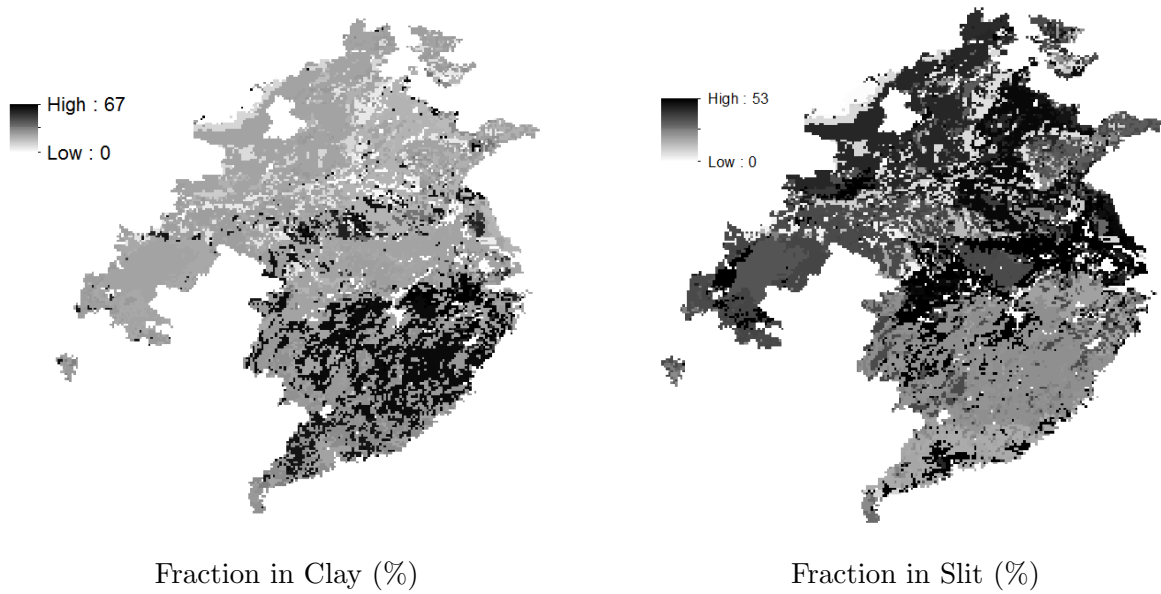 High : 67
Low : 0
High : 53
Low : 0
Fraction in Clay (%)
Fraction in Slit (%)